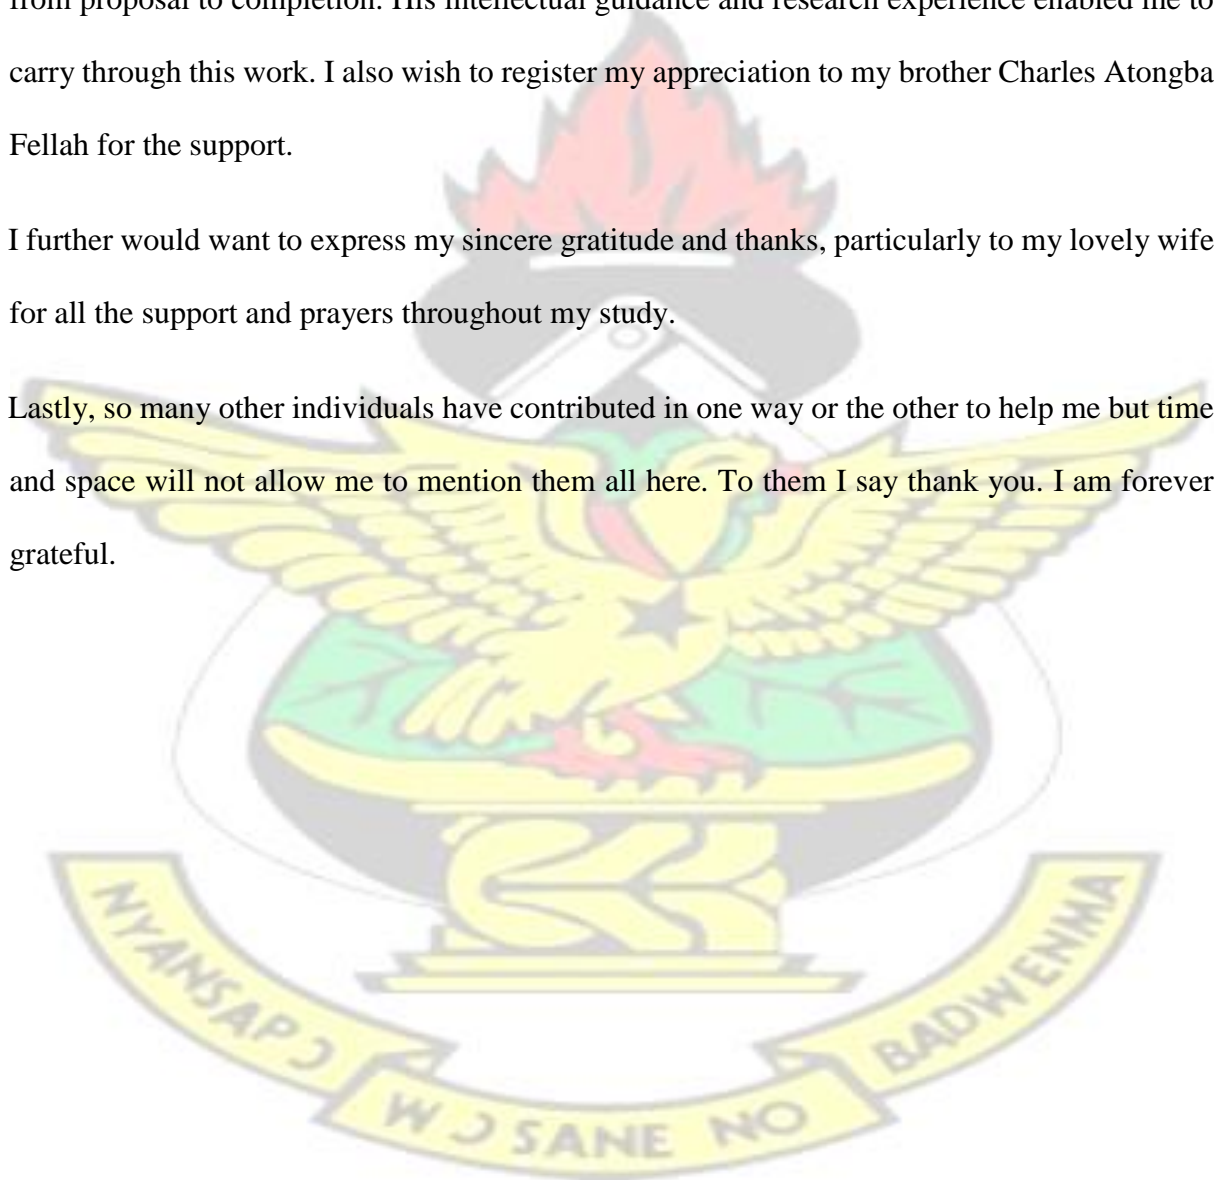 from proposal to completion. His intellectual guidance and research experience enabled me to
carry through this work. I also wish to register my appreciation to my brother Charles Atongba
Fellah for the support.
I further would want to express my sincere gratitude and thanks, particularly to my lovely wife
for all the support and prayers throughout my study.
Lastly, so many other individuals have contributed in one way or the other to help me but time
and space will not allow me to mention them all here. To them I say thank you. I am forever
grateful.
NYANSAPƆ
WƆ SANE NO
BADWENMA